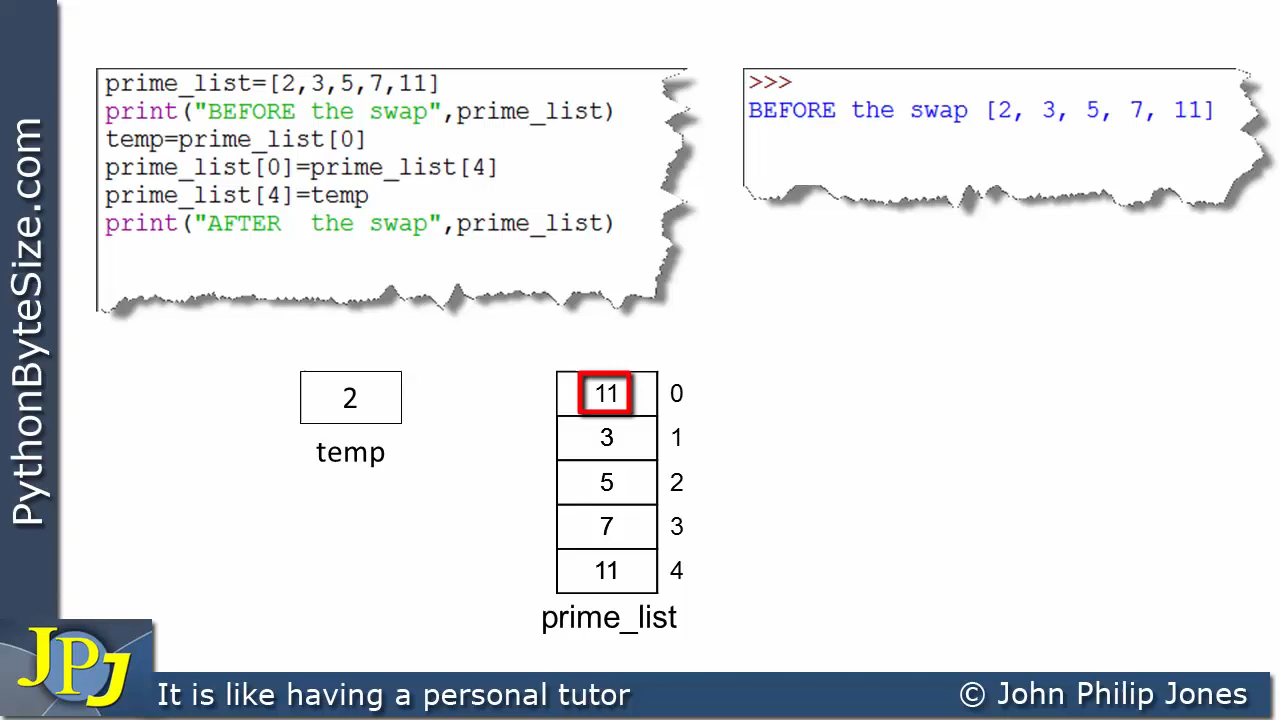 PythonByteSize.com
prime_list=[2,3,5,7,11]
print("BEFORE the swap",prime_list)
temp=prime_list[0]
prime_list[0]=prime_list[4]
prime_list[4]=temp
print("AFTER  the swap",prime_list)
>>>
BEFORE the swap [2, 3, 5, 7, 11]
2
temp
11 0
3 1
5 2
7 3
11 4
prime_list
JPJ
It is like having a personal tutor
© John Philip Jones